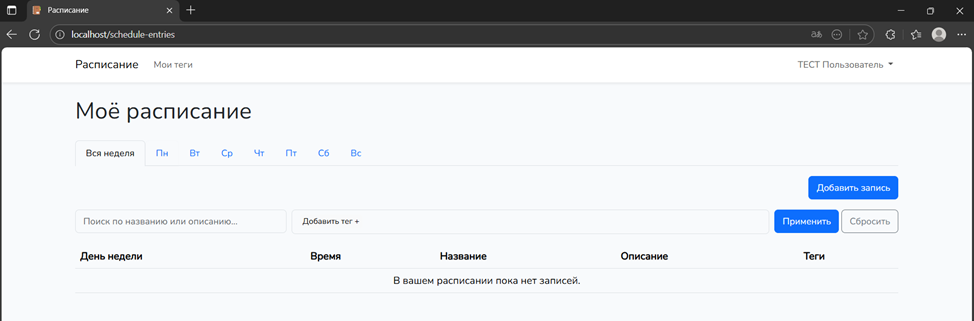 Расписание
localhost/schedule-entries
Расписание Мои теги ТЕСТ Пользователь
Моё расписание
Вся неделя Пн Вт Ср Чт Пт Сб Вс
Добавить запись
Поиск по названию или описанию... Добавить тег + Применить Сбросить
День недели Время Название Описание Теги
В вашем расписании пока нет записей.